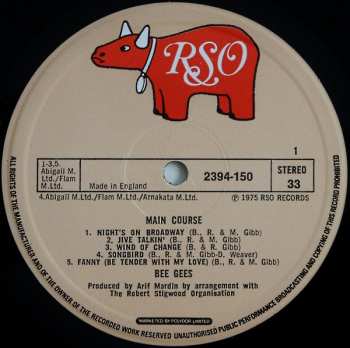 RSO
1
1-3,5.
Abigail M.
Ltd./Flam
M.Ltd.
Made in England
2394-150
℗ 1975 RSO RECORDS
STEREO
33
4.Abigail M.Ltd./Flam M.Ltd./Arnakata M.Ltd.
MAIN COURSE
1. NIGHT'S ON BROADWAY (B., R. & M. Gibb)
2. JIVE TALKIN' (B., R. & M. Gibb)
3. WIND OF CHANGE (B. & R. Gibb)
4. SONGBIRD (B., R. & M. Gibb-D. Weaver)
5. FANNY (BE TENDER WITH MY LOVE) (B., R. & M. Gibb)
BEE GEES
Produced by Arif Mardin by arrangement with
The Robert Stigwood Organisation
MARKETED BY POLYDOR LIMITED
ALL RIGHTS OF THE MANUFACTURER AND OF THE OWNER OF THE RECORDED WORK RESERVED UNAUTHORISED PUBLIC PERFORMANCE BROADCASTING AND COPYING OF THIS RECORD PROHIBITED